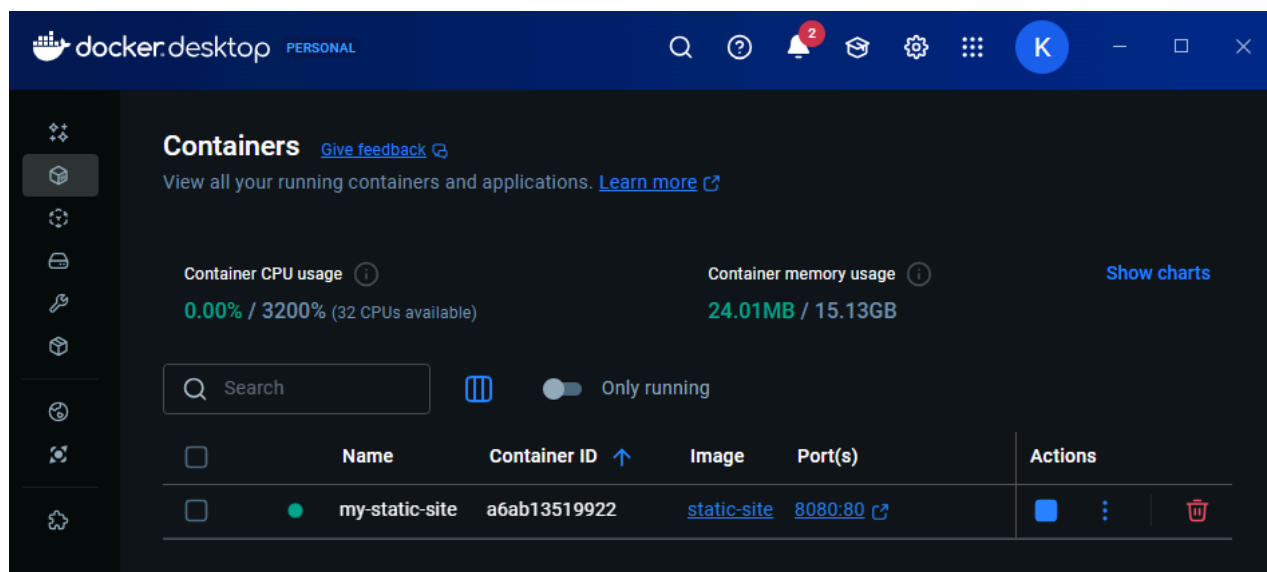 docker.desktop PERSONAL 2 K
Containers Give feedback
View all your running containers and applications. Learn more
Container CPU usage Container memory usage Show charts
0.00% / 3200% (32 CPUs available) 24.01MB / 15.13GB
Search Only running
Name Container ID Image Port(s) Actions
my-static-site a6ab13519922 static-site 8080:80